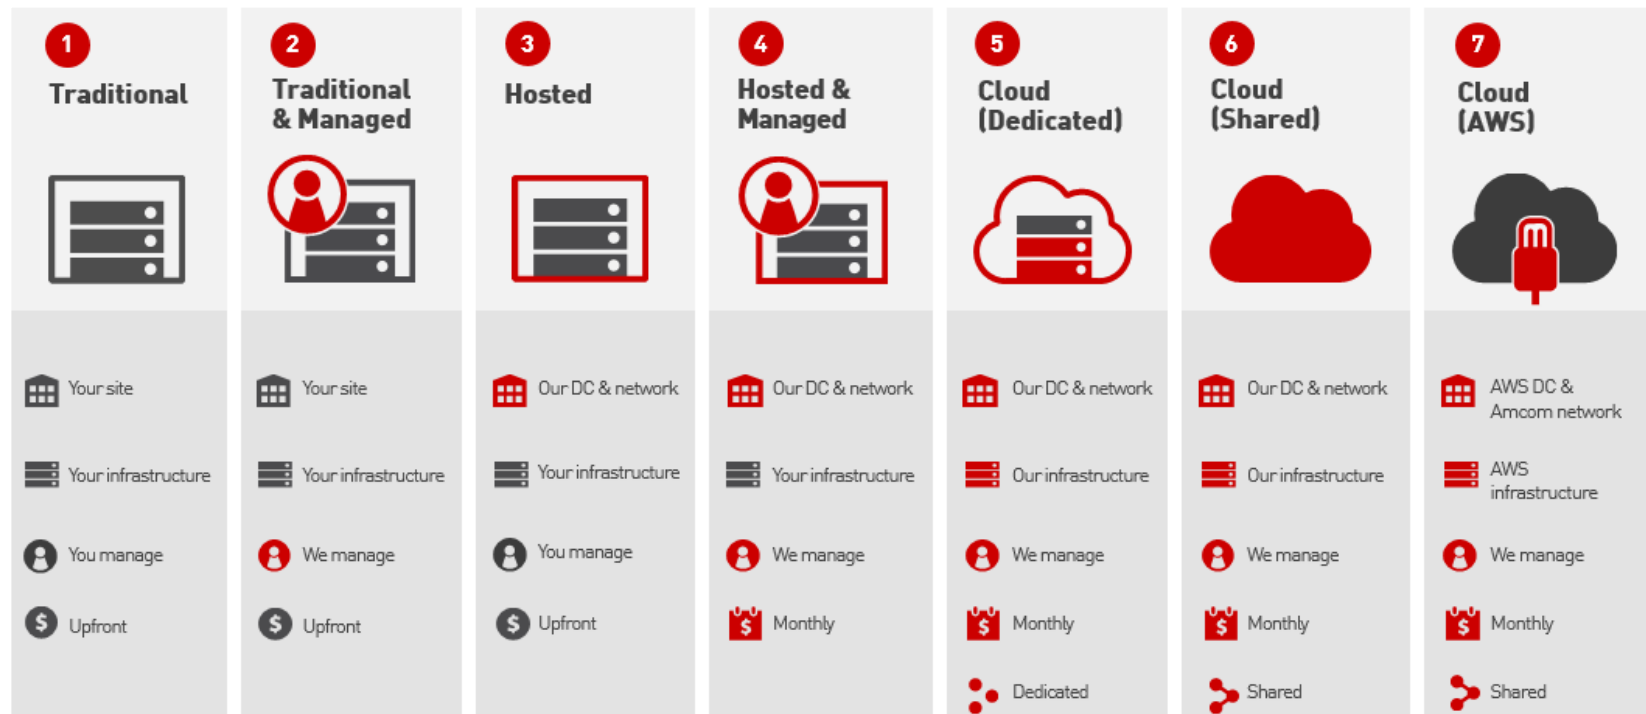 1
Traditional
Your site
Your infrastructure
You manage
$ Upfront
2
Traditional
& Managed
Your site
Your infrastructure
We manage
$ Upfront
3
Hosted
Our DC & network
Your infrastructure
You manage
$ Upfront
4
Hosted &
Managed
Our DC & network
Your infrastructure
We manage
$ Monthly
5
Cloud
(Dedicated)
Our DC & network
Our infrastructure
We manage
$ Monthly
Dedicated
6
Cloud
(Shared)
Our DC & network
Our infrastructure
We manage
$ Monthly
Shared
7
Cloud
(AWS)
AWS DC &
Amcom network
AWS
infrastructure
We manage
$ Monthly
Shared